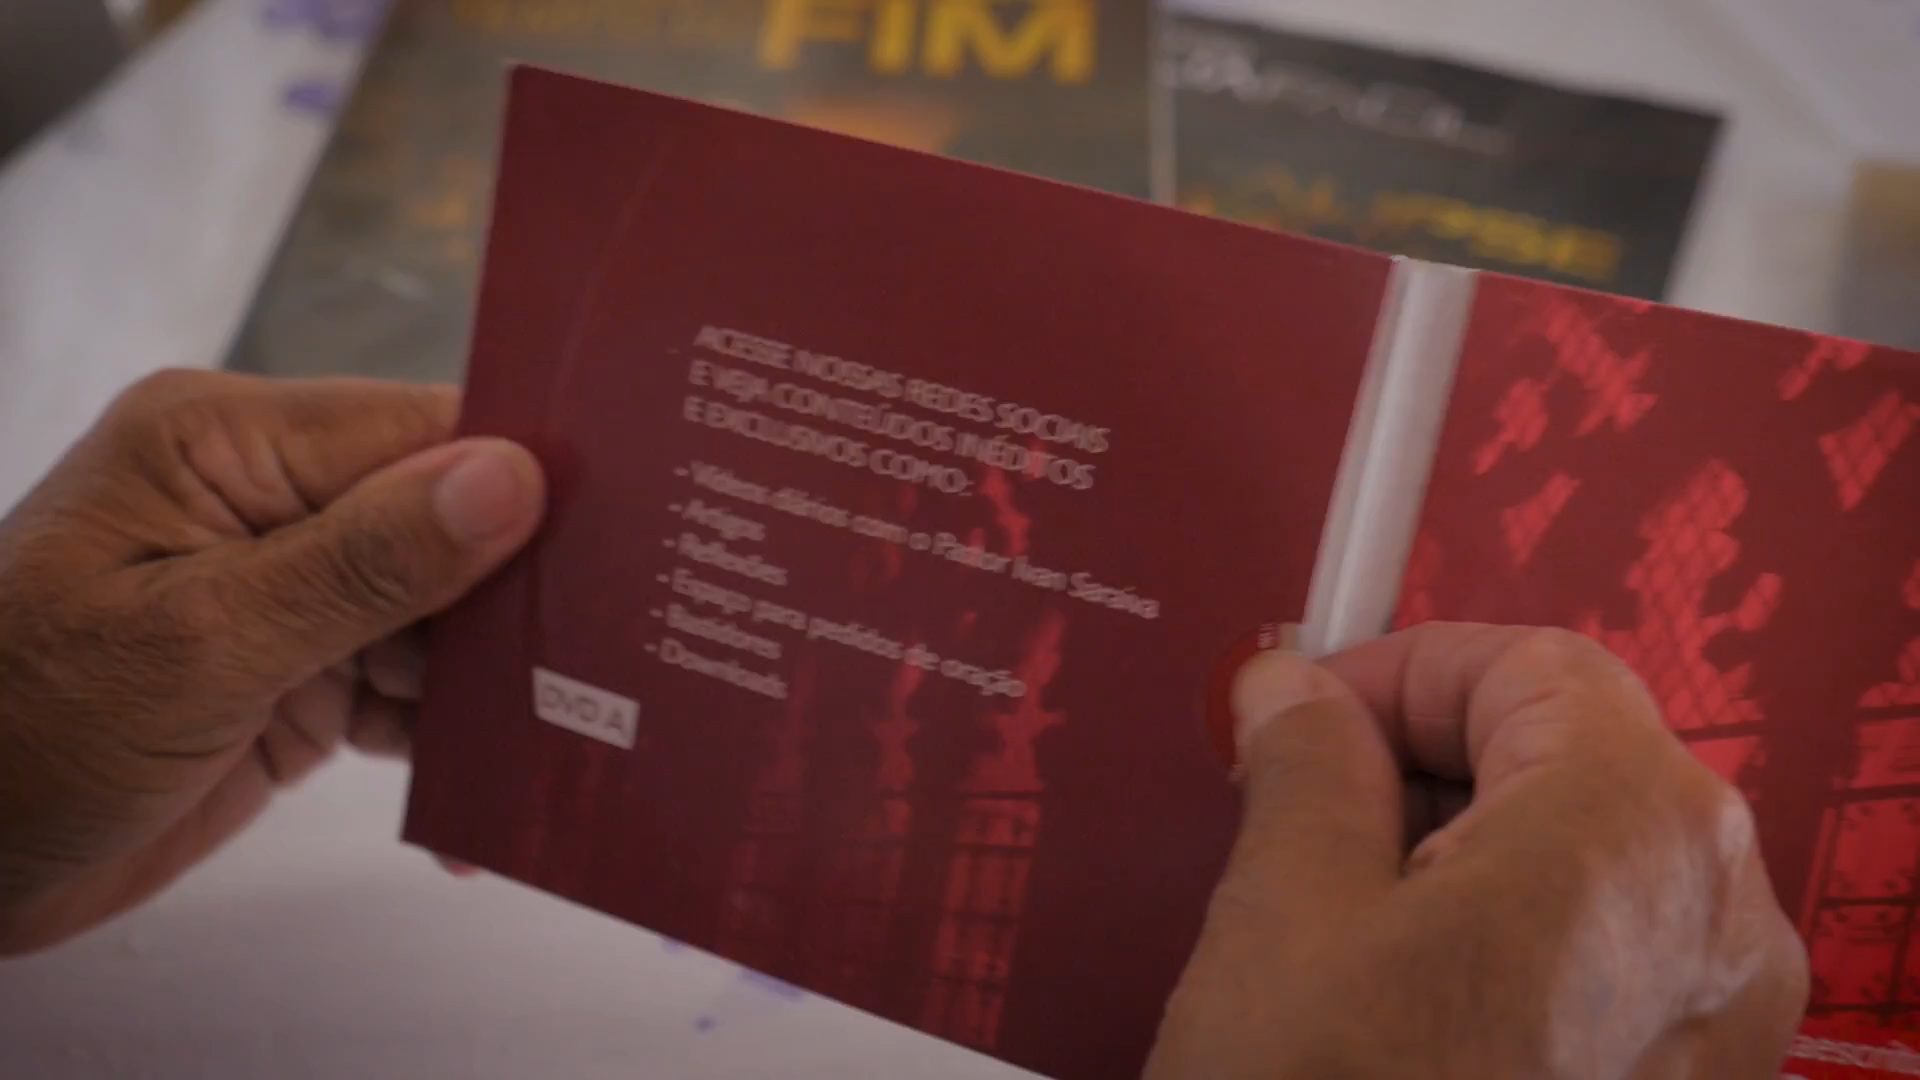 FIM
ACESSE NOSSAS REDES SOCIAIS
E VEJA CONTEÚDOS INÉDITOS
E EXCLUSIVOS COMO:
- Vídeos diários com o Pastor Ivan Saraiva
- Artigos
- Reflexões
- Espaço para pedidos de oração
- Bastidores
- Downloads
DVD A